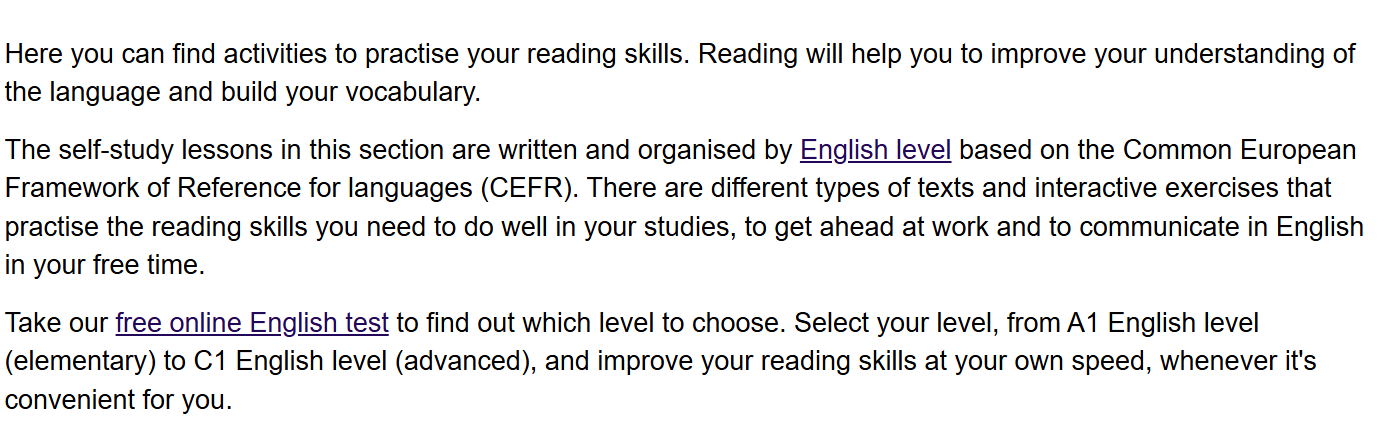 Here you can find activities to practise your reading skills. Reading will help you to improve your understanding of
the language and build your vocabulary.
The self-study lessons in this section are written and organised by English level based on the Common European
Framework of Reference for languages (CEFR). There are different types of texts and interactive exercises that
practise the reading skills you need to do well in your studies, to get ahead at work and to communicate in English
in your free time.
Take our free online English test to find out which level to choose. Select your level, from A1 English level
(elementary) to C1 English level (advanced), and improve your reading skills at your own speed, whenever it's
convenient for you.